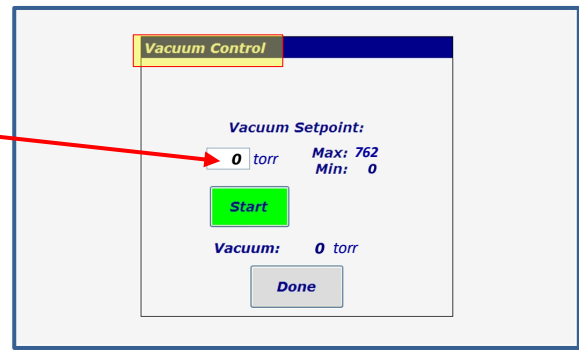 Vacuum Control
Vacuum Setpoint:
0 torr Max: 762
Min: 0
Start
Vacuum: 0 torr
Done